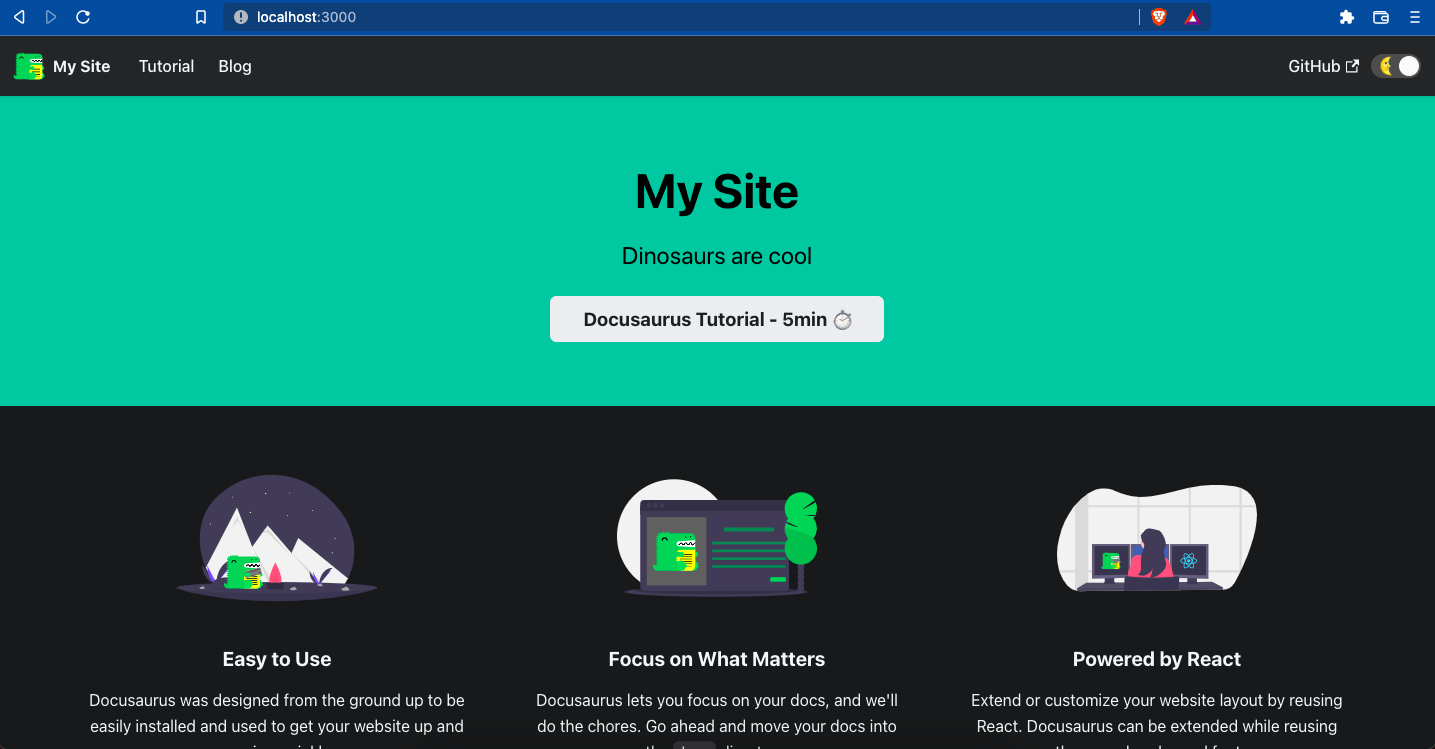 localhost:3000
My Site Tutorial Blog GitHub
My Site
Dinosaurs are cool
Docusaurus Tutorial - 5min ⏱️
Easy to Use
Docusaurus was designed from the ground up to be
easily installed and used to get your website up and
Focus on What Matters
Docusaurus lets you focus on your docs, and we'll
do the chores. Go ahead and move your docs into
Powered by React
Extend or customize your website layout by reusing
React. Docusaurus can be extended while reusing